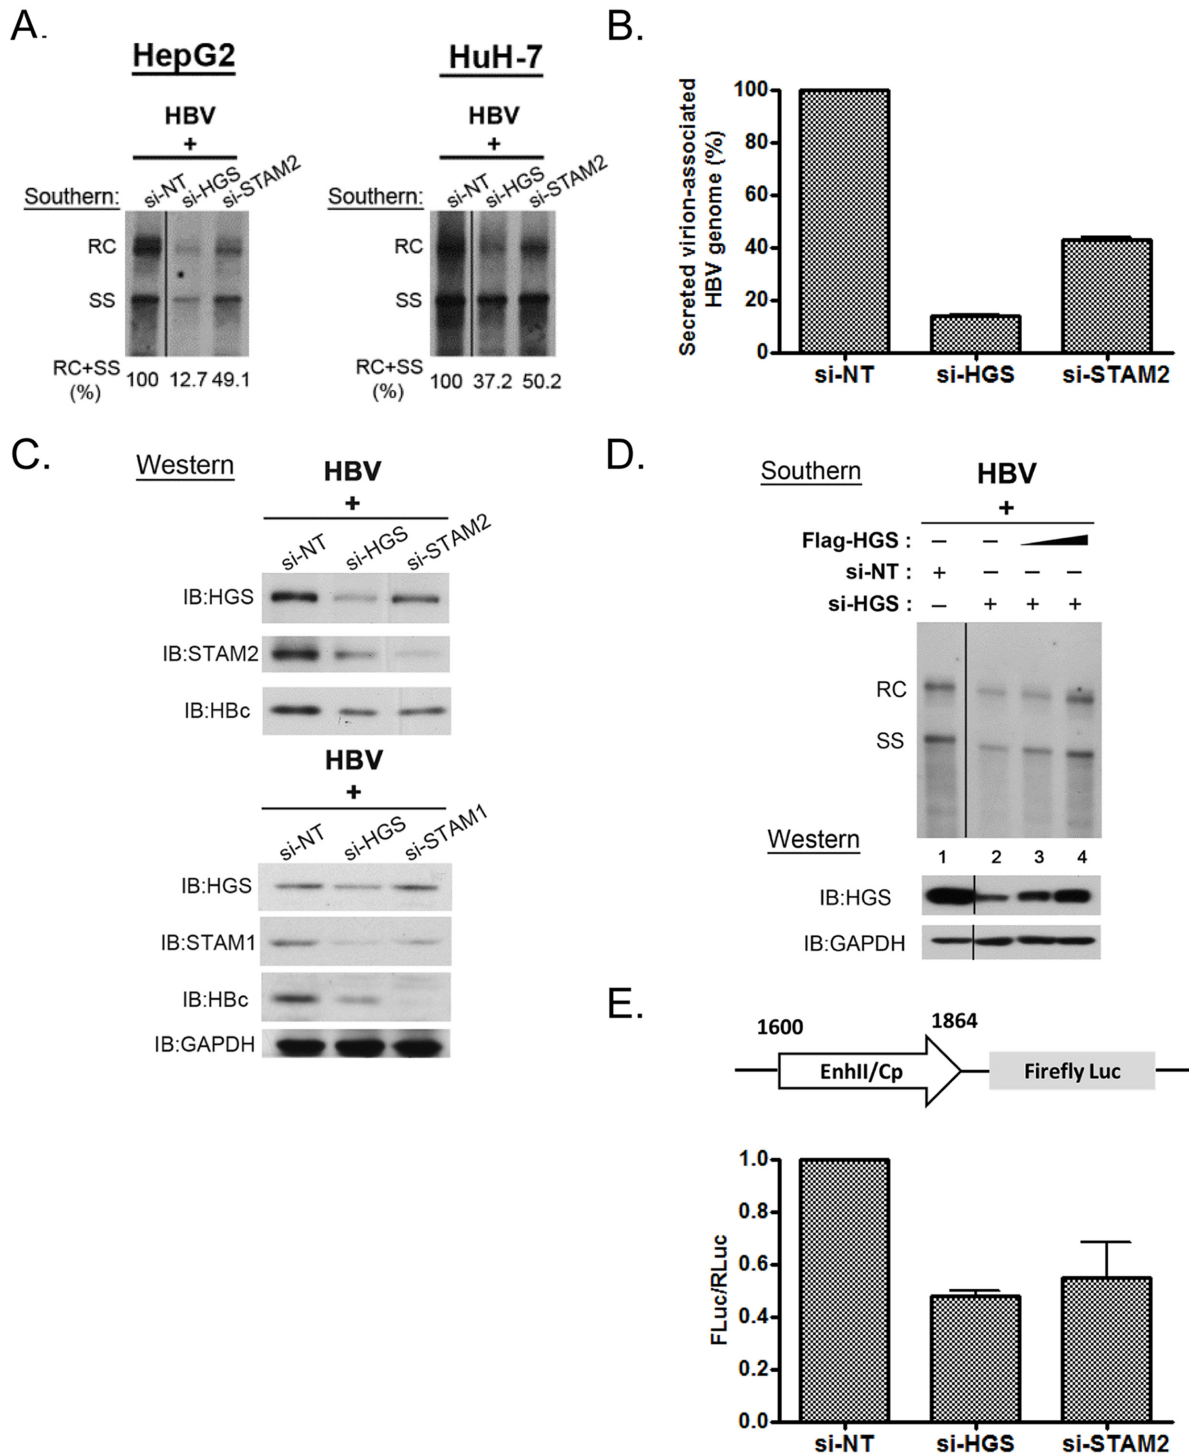 A.
HepG2
HuH-7
HBV
+
HBV
+
Southern:
si-NT
si-HGS
si-STAM2
Southern:
si-NT
si-HGS
si-STAM2
RC
RC
SS
SS
RC+SS
(%)
100 12.7 49.1
RC+SS
(%)
100 37.2 50.2
B.
Secreted virion-associated
HBV genome (%)
100
80
60
40
20
0
si-NT si-HGS si-STAM2
C.
Western
HBV
+
si-NT
si-HGS
si-STAM2
IB:HGS
IB:STAM2
IB:HBc
HBV
+
si-NT
si-HGS
si-STAM1
IB:HGS
IB:STAM1
IB:HBc
IB:GAPDH
D.
Southern
HBV
+
Flag-HGS : – –
si-NT : + – – –
si-HGS : – + + +
RC
SS
Western
1 2 3 4
IB:HGS
IB:GAPDH
E.
1600
1864
EnhII/Cp
Firefly Luc
FLuc/RLuc
1.0
0.8
0.6
0.4
0.2
0.0
si-NT si-HGS si-STAM2